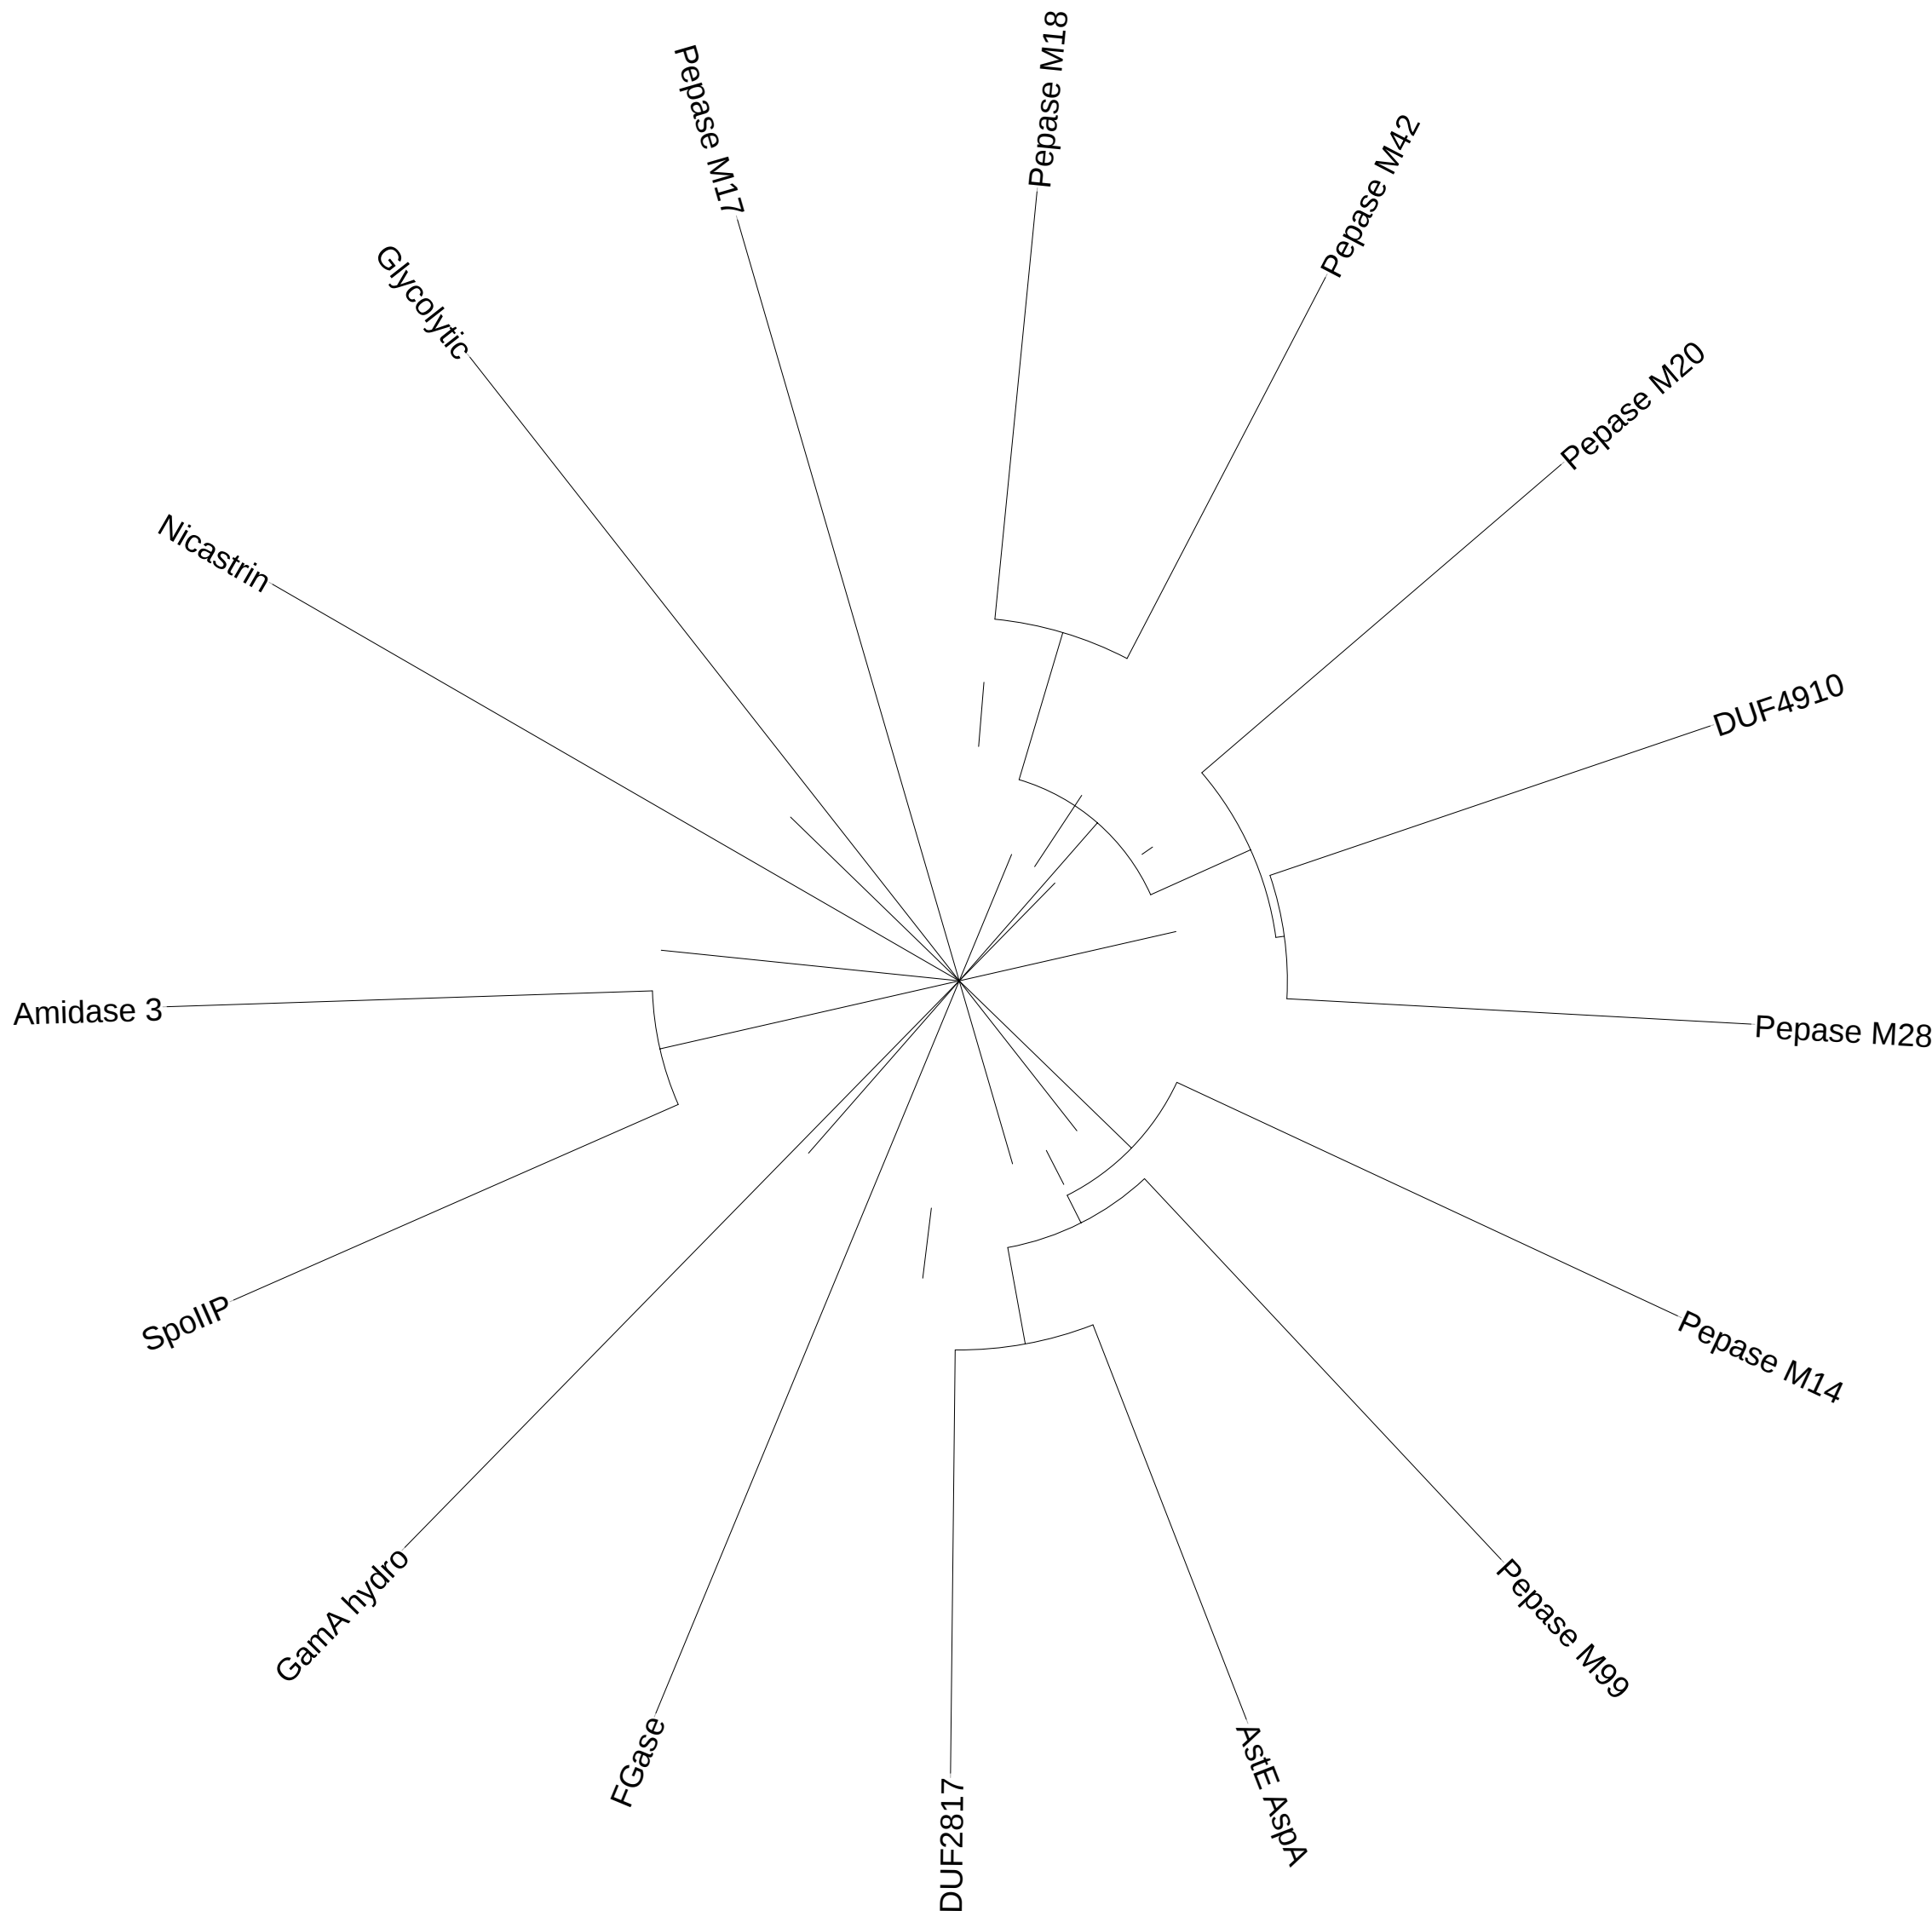 Pepase M18
Pepase M17
Pepase M42
Glycolytic
Pepase M20
Nicastrin
DUF4910
Amidase 3
Pepase M28
SpoIIP
Pepase M14
GamA hydro
Pepase M99
FGase
AstE AspA
DUF2817